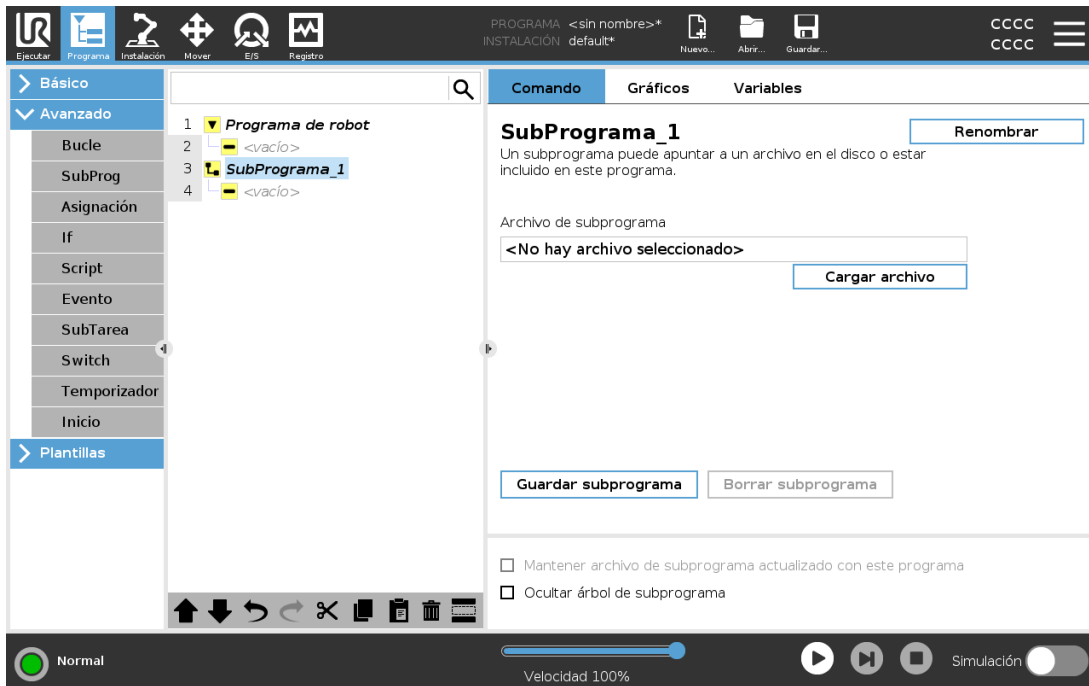 PROGRAMA <sin nombre>*
INSTALACIÓN default*
Ejecutar Programa Instalación Mover E/S Registro
Nuevo... Abrir... Guardar...
CCCC
CCCC
Básico
Avanzado
Bucle
SubProg
Asignación
If
Script
Evento
SubTarea
Switch
Temporizador
Inicio
Plantillas
1 Programa de robot
2 <vacío>
3 SubPrograma_1
4 <vacío>
Comando Gráficos Variables
SubPrograma_1
Renombrar
Un subprograma puede apuntar a un archivo en el disco o estar
incluido en este programa.
Archivo de subprograma
<No hay archivo seleccionado>
Cargar archivo
Guardar subprograma Borrar subprograma
Mantener archivo de subprograma actualizado con este programa
Ocultar árbol de subprograma
Normal
Velocidad 100%
Simulación